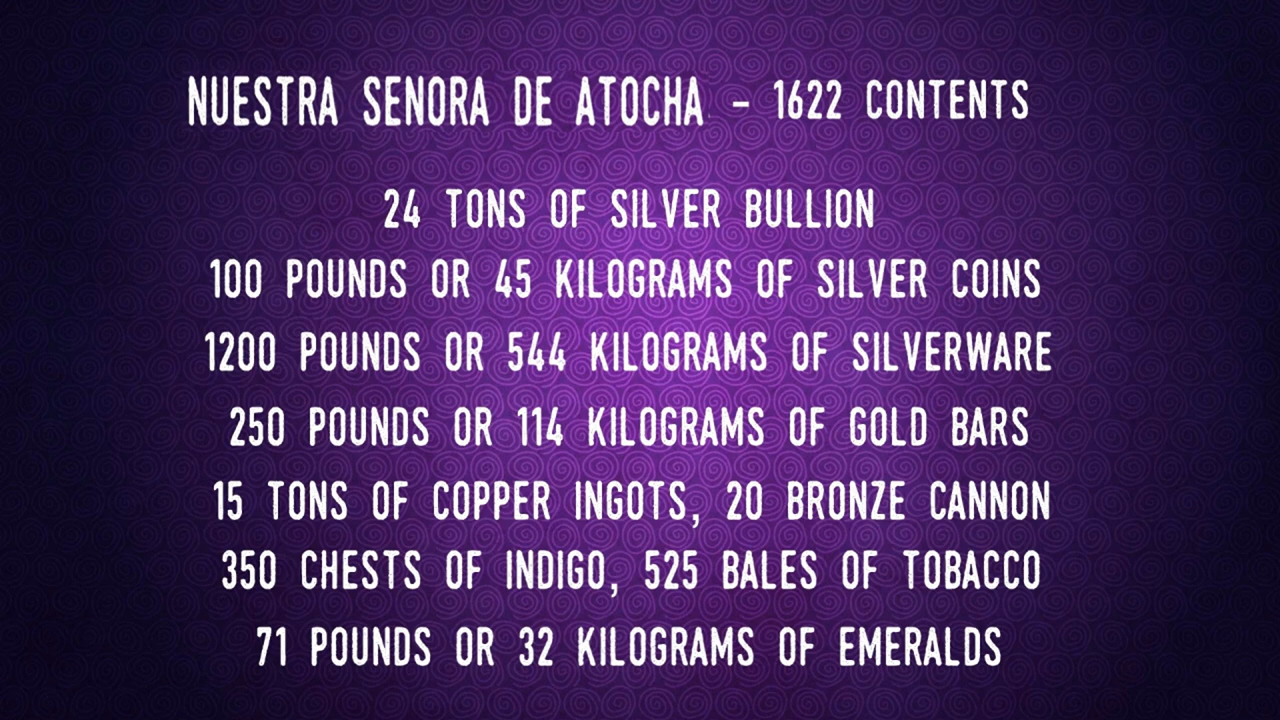 NUESTRA SENORA DE ATOCHA - 1622 CONTENTS
24 TONS OF SILVER BULLION
100 POUNDS OR 45 KILOGRAMS OF SILVER COINS
1200 POUNDS OR 544 KILOGRAMS OF SILVERWARE
250 POUNDS OR 114 KILOGRAMS OF GOLD BARS
15 TONS OF COPPER INGOTS, 20 BRONZE CANNON
350 CHESTS OF INDIGO, 525 BALES OF TOBACCO
71 POUNDS OR 32 KILOGRAMS OF EMERALDS